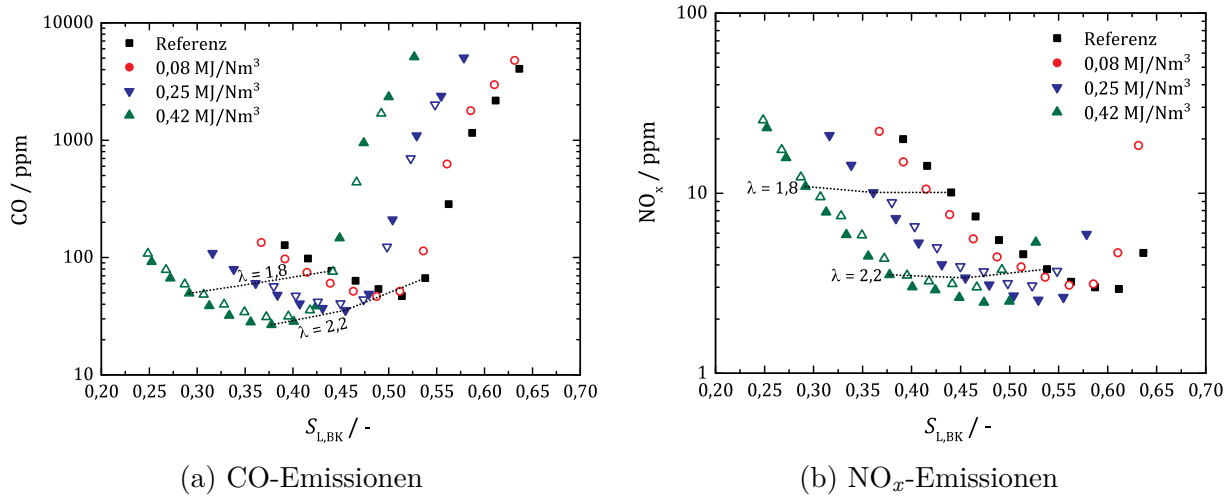 10000
1000
100
10
CO / ppm
Referenz
0,08 MJ/Nm³
0,25 MJ/Nm³
0,42 MJ/Nm³
λ = 1,8
λ = 2,2
0,20 0,25 0,30 0,35 0,40 0,45 0,50 0,55 0,60 0,65 0,70
S_L,BK / -
(a) CO-Emissionen
100
10
1
NOₓ / ppm
Referenz
0,08 MJ/Nm³
0,25 MJ/Nm³
0,42 MJ/Nm³
λ = 1,8
λ = 2,2
0,20 0,25 0,30 0,35 0,40 0,45 0,50 0,55 0,60 0,65 0,70
S_L,BK / -
(b) NOₓ-Emissionen